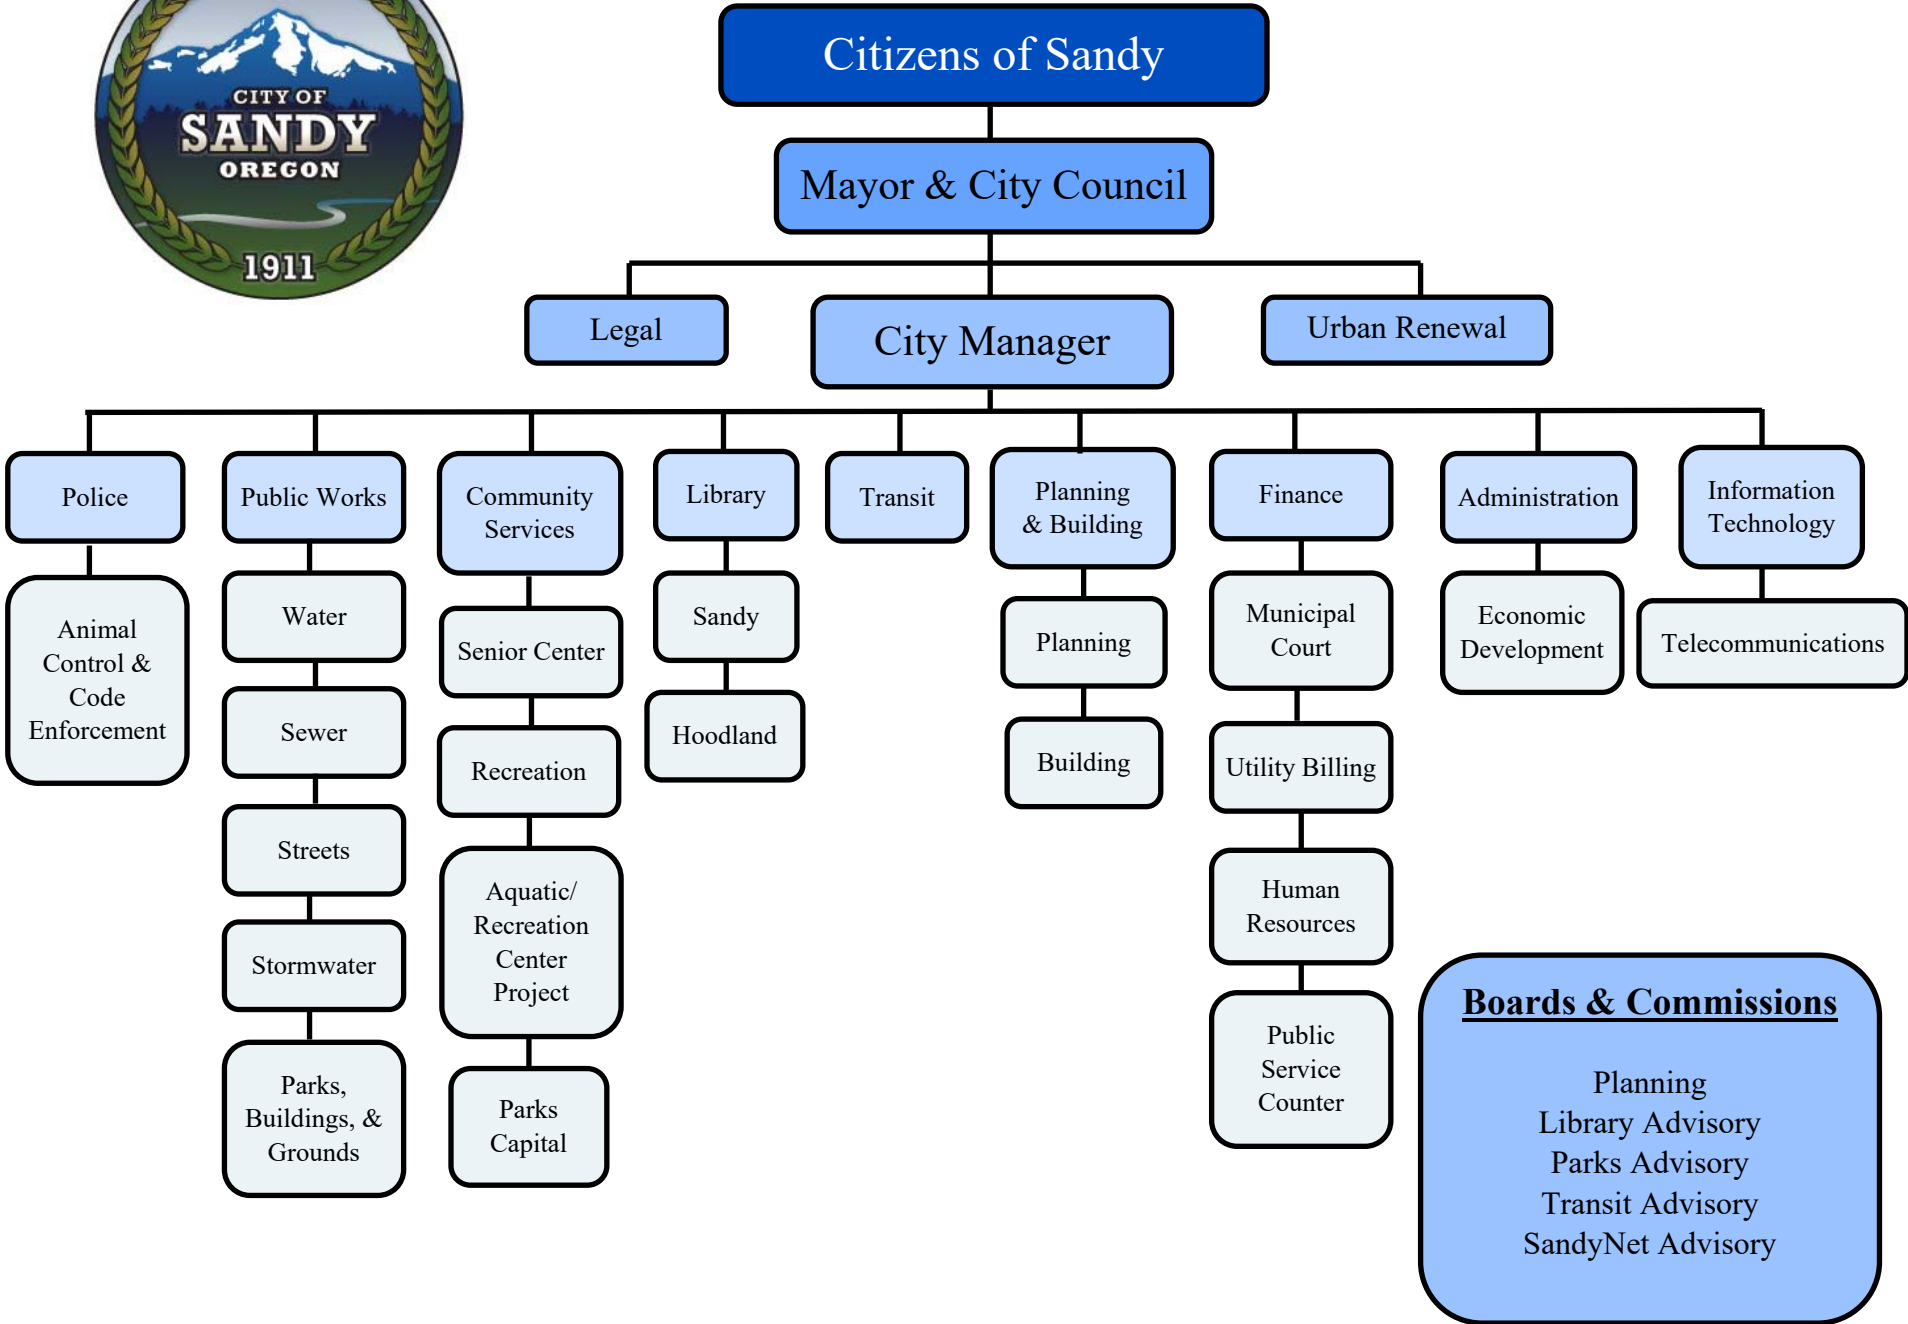 CITY OF
SANDY
OREGON
1911
Citizens of Sandy
Mayor & City Council
Legal
City Manager
Urban Renewal
Police
Public Works
Community
Services
Library
Transit
Planning
& Building
Finance
Administration
Information
Technology
Animal
Control &
Code
Enforcement
Water
Sewer
Streets
Stormwater
Parks,
Buildings, &
Grounds
Senior Center
Recreation
Aquatic/
Recreation
Center
Project
Parks
Capital
Sandy
Hoodland
Planning
Building
Municipal
Court
Utility Billing
Human
Resources
Public
Service
Counter
Economic
Development
Telecommunications
Boards & Commissions
Planning
Library Advisory
Parks Advisory
Transit Advisory
SandyNet Advisory